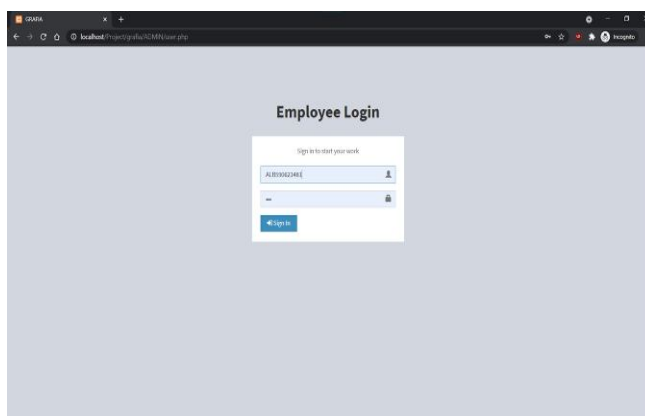 GRAFIA
localhost/Project/grafia/ADMIN/user.php
Incognito
Employee Login
Sign in to start your work
Sign In